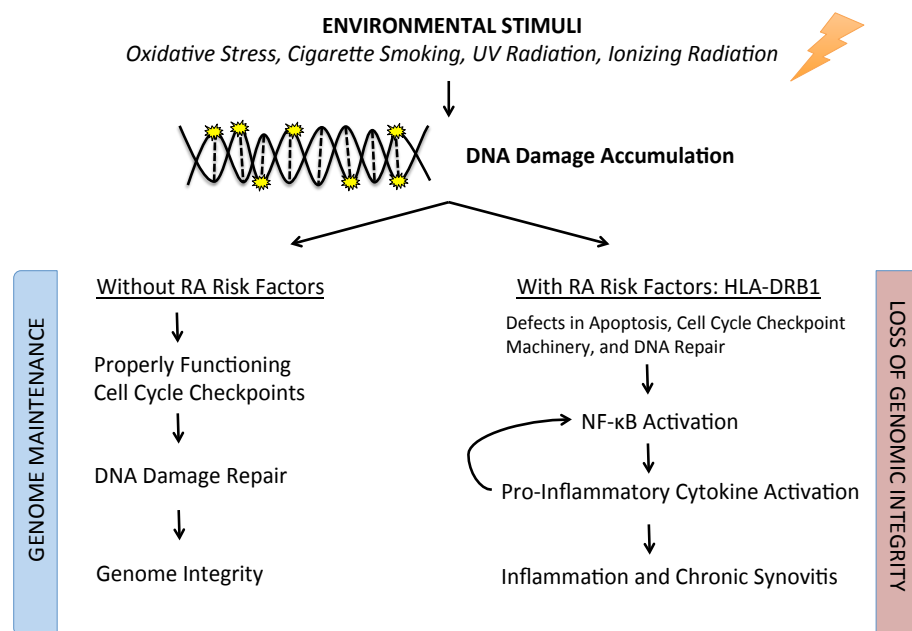 ENVIRONMENTAL STIMULI
Oxidative Stress, Cigarette Smoking, UV Radiation, Ionizing Radiation
DNA Damage Accumulation
GENOME MAINTENANCE
Without RA Risk Factors
Properly Functioning
Cell Cycle Checkpoints
DNA Damage Repair
Genome Integrity
With RA Risk Factors: HLA-DRB1
Defects in Apoptosis, Cell Cycle Checkpoint
Machinery, and DNA Repair
NF-κB Activation
Pro-Inflammatory Cytokine Activation
Inflammation and Chronic Synovitis
LOSS OF GENOMIC INTEGRITY